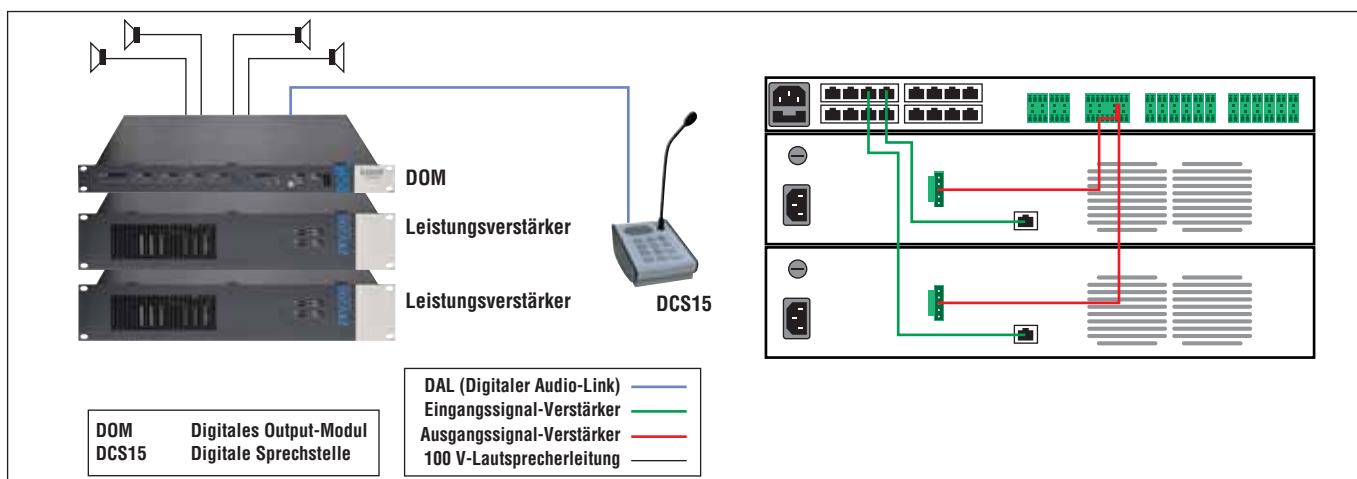 DOM
Leistungsverstärker
Leistungsverstärker
DCS15
DAL (Digitaler Audio-Link)
Eingangssignal-Verstärker
Ausgangssignal-Verstärker
100 V-Lautsprecherleitung
DOM Digitales Output-Modul
DCS15 Digitale Sprechstelle